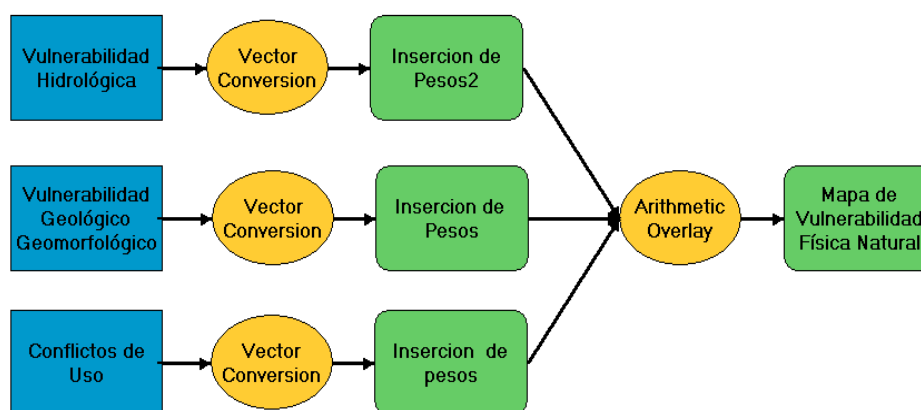 Vulnerabilidad
Hidrológica
Vector
Conversion
Insercion de
Pesos2
Vulnerabilidad
Geológico
Geomorfológico
Vector
Conversion
Insercion de
Pesos
Arithmetic
Overlay
Mapa de
Vulnerabilidad
Física Natural
Conflictos de
Uso
Vector
Conversion
Insercion de
pesos